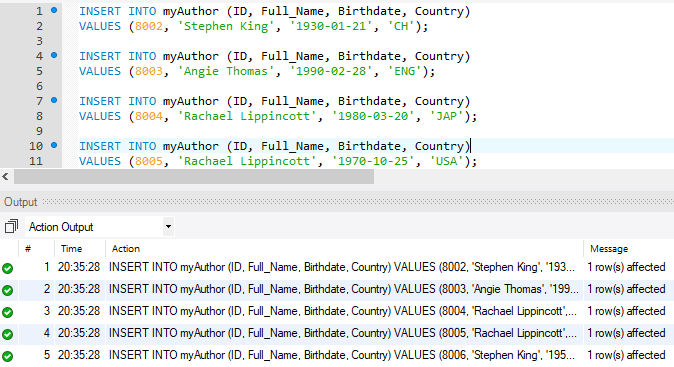 1 INSERT INTO myAuthor (ID, Full_Name, Birthdate, Country)
2 VALUES (8002, 'Stephen King', '1930-01-21', 'CH');
3
4 INSERT INTO myAuthor (ID, Full_Name, Birthdate, Country)
5 VALUES (8003, 'Angie Thomas', '1990-02-28', 'ENG');
6
7 INSERT INTO myAuthor (ID, Full_Name, Birthdate, Country)
8 VALUES (8004, 'Rachael Lippincott', '1980-03-20', 'JAP');
9
10 INSERT INTO myAuthor (ID, Full_Name, Birthdate, Country)
11 VALUES (8005, 'Rachael Lippincott', '1970-10-25', 'USA');
Output
Action Output
# Time Action Message
1 20:35:28 INSERT INTO myAuthor (ID, Full_Name, Birthdate, Country) VALUES (8002, 'Stephen King', '193... 1 row(s) affected
2 20:35:28 INSERT INTO myAuthor (ID, Full_Name, Birthdate, Country) VALUES (8003, 'Angie Thomas', '199... 1 row(s) affected
3 20:35:28 INSERT INTO myAuthor (ID, Full_Name, Birthdate, Country) VALUES (8004, 'Rachael Lippincott',... 1 row(s) affected
4 20:35:28 INSERT INTO myAuthor (ID, Full_Name, Birthdate, Country) VALUES (8005, 'Rachael Lippincott',... 1 row(s) affected
5 20:35:28 INSERT INTO myAuthor (ID, Full_Name, Birthdate, Country) VALUES (8006, 'Stephen King', '195... 1 row(s) affected